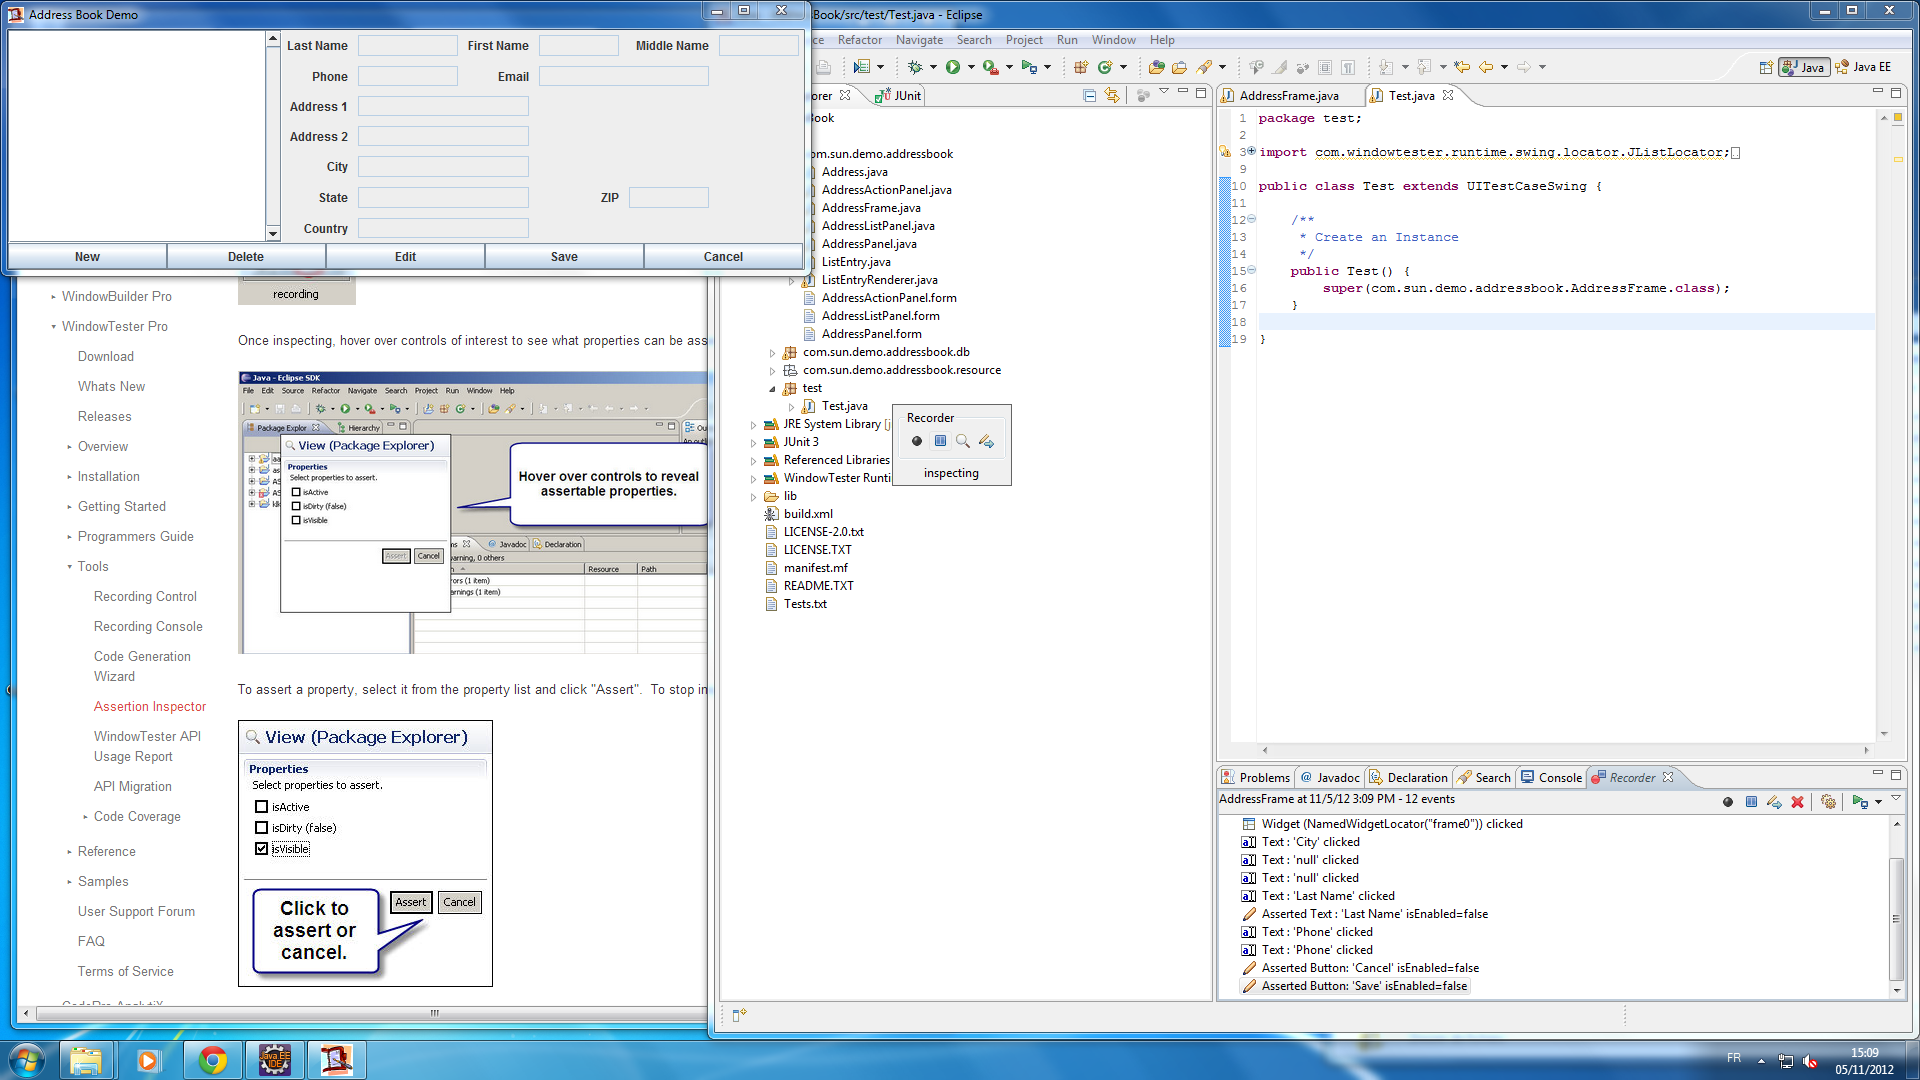 Address Book Demo
Last Name
First Name
Middle Name
Phone
Email
Address 1
Address 2
City
State
ZIP
Country
New
Delete
Edit
Save
Cancel
WindowBuilder Pro
WindowTester Pro
Download
Whats New
Releases
Overview
Installation
Getting Started
Programmers Guide
Tools
Recording Control
Recording Console
Code Generation
Wizard
Assertion Inspector
WindowTester API
Usage Report
API Migration
Code Coverage
Reference
Samples
User Support Forum
FAQ
Terms of Service
recording
Once inspecting, hover over controls of interest to see what properties can be ass
Java - Eclipse SDK
File Edit Source Refactor Navigate Search Project Run Window Help
Package Explor
Hierarchy
View (Package Explorer)
Properties
Select properties to assert.
isActive
isDirty (false)
isVisible
Assert
Cancel
Hover over controls to reveal
assertable properties.
Javadoc
Declaration
arning, 0 others
Resource
Path
rors (1 item)
arnings (1 item)
To assert a property, select it from the property list and click "Assert". To stop in
View (Package Explorer)
Properties
Select properties to assert.
isActive
isDirty (false)
isVisible
Assert
Cancel
Click to
assert or
cancel.
Book/src/test/Test.java - Eclipse
ce Refactor Navigate Search Project Run Window Help
Java
Java EE
orer
JUnit
Book
om.sun.demo.addressbook
Address.java
AddressActionPanel.java
AddressFrame.java
AddressListPanel.java
AddressPanel.java
ListEntry.java
ListEntryRenderer.java
AddressActionPanel.form
AddressListPanel.form
AddressPanel.form
com.sun.demo.addressbook.db
com.sun.demo.addressbook.resource
test
Test.java
JRE System Library [j
JUnit 3
Referenced Libraries
WindowTester Runti
lib
build.xml
LICENSE-2.0.txt
LICENSE.TXT
manifest.mf
README.TXT
Tests.txt
Recorder
inspecting
AddressFrame.java
Test.java
1 package test;
2
3 import com.windowtester.runtime.swing.locator.JListLocator;
9
10 public class Test extends UITestCaseSwing {
11
12 /**
13 * Create an Instance
14 */
15 public Test() {
16 super(com.sun.demo.addressbook.AddressFrame.class);
17 }
18
19 }
Problems
@ Javadoc
Declaration
Search
Console
Recorder
AddressFrame at 11/5/12 3:09 PM - 12 events
Widget (NamedWidgetLocator("frame0")) clicked
Text : 'City' clicked
Text : 'null' clicked
Text : 'null' clicked
Text : 'Last Name' clicked
Asserted Text : 'Last Name' isEnabled=false
Text : 'Phone' clicked
Text : 'Phone' clicked
Asserted Button: 'Cancel' isEnabled=false
Asserted Button: 'Save' isEnabled=false
Java EE
IDE
FR
15:09
05/11/2012